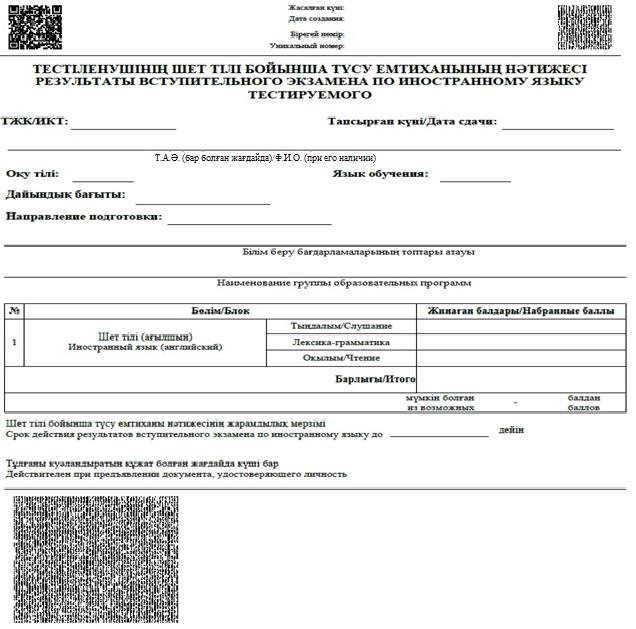 Жасалған күні:
Дата создания:
Бірегей нөмір:
Уникальный номер:
ТЕСТІЛЕНУШІНІҢ ШЕТ ТІЛІ БОЙЫНША ТҮСУ ЕМТИХАНЫНЫҢ НӘТИЖЕСІ
РЕЗУЛЬТАТЫ ВСТУПИТЕЛЬНОГО ЭКЗАМЕНА ПО ИНОСТРАННОМУ ЯЗЫКУ
ТЕСТИРУЕМОГО
ТЖК/ИКТ: Тапсырған күні/Дата сдачи:
Т.А.Ә. (бар болған жағдайда)/Ф.И.О. (при его наличии)
Оқу тілі: Язык обучения:
Дайындық бағыты:
Направление подготовки:
Білім беру бағдарламаларының топтары атауы
Наименование группы образовательных программ
№ Бөлім/Блок Жинаған балдары/Набранные баллы
1 Шет тілі (ағылшын) Иностранный язык (английский)
Тыңдалым/Слушание
Лексика-грамматика
Оқылым/Чтение
Барлығы/Итого
мүмкін болған - балдан
из возможных баллов
Шет тілі бойынша түсу емтиханы нәтижесінің жарамдылық мерзімі
Срок действия результатов вступительного экзамена по иностранному языку до дейін
Тұлғаны куәландыратын құжат болған жағдайда күші бар
Действителен при предъявлении документа, удостоверяющего личность